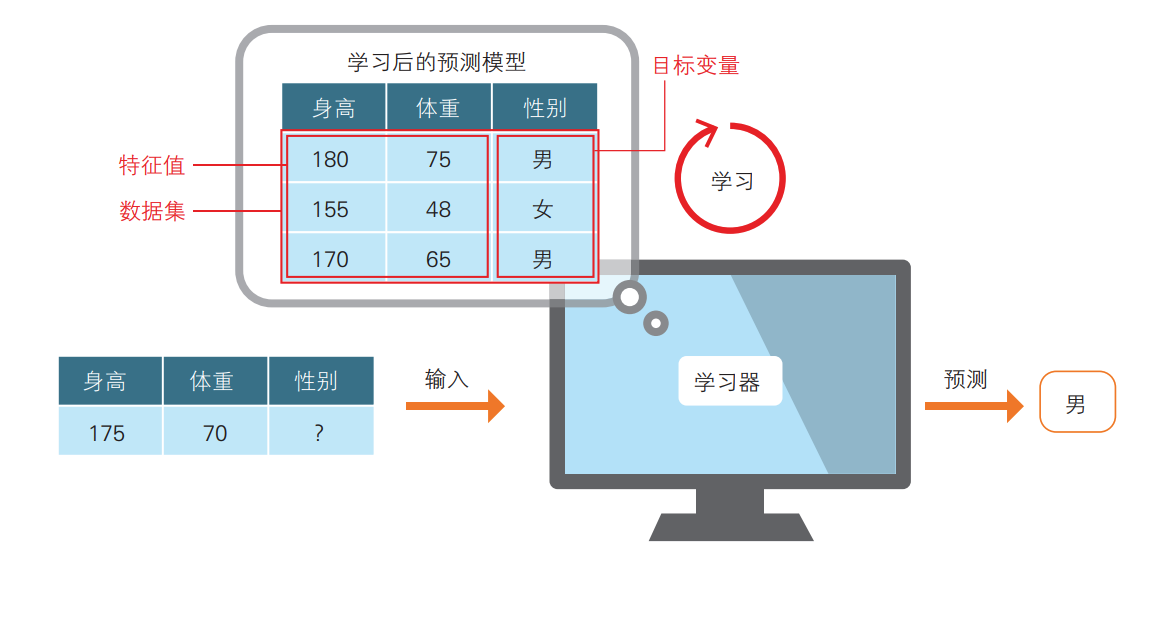 学习后的预测模型
目标变量
身高 体重 性别
180 75 男
155 48 女
170 65 男
特征值
数据集
学习
身高 体重 性别
175 70 ?
输入
学习器
预测
男